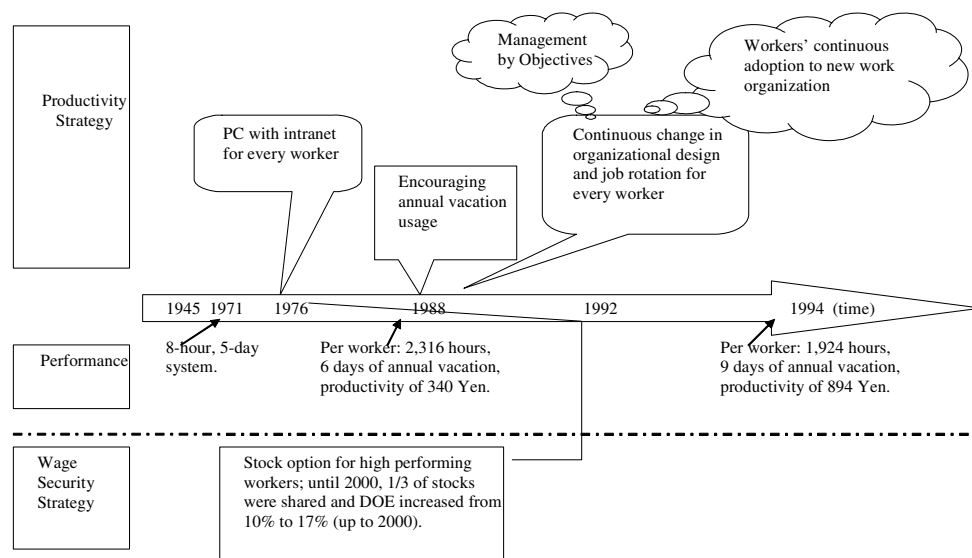 Management
by Objectives
Workers' continuous
adoption to new work
organization
Productivity
Strategy
PC with intranet
for every worker
Continuous change in
organizational design
and job rotation for
every worker
Encouraging
annual vacation
usage
1945 1971 1976 1988 1992 1994 (time)
Performance
8-hour, 5-day
system.
Per worker: 2,316 hours,
6 days of annual vacation,
productivity of 340 Yen.
Per worker: 1,924 hours,
9 days of annual vacation,
productivity of 894 Yen.
Wage
Security
Strategy
Stock option for high performing
workers; until 2000, 1/3 of stocks
were shared and DOE increased from
10% to 17% (up to 2000).